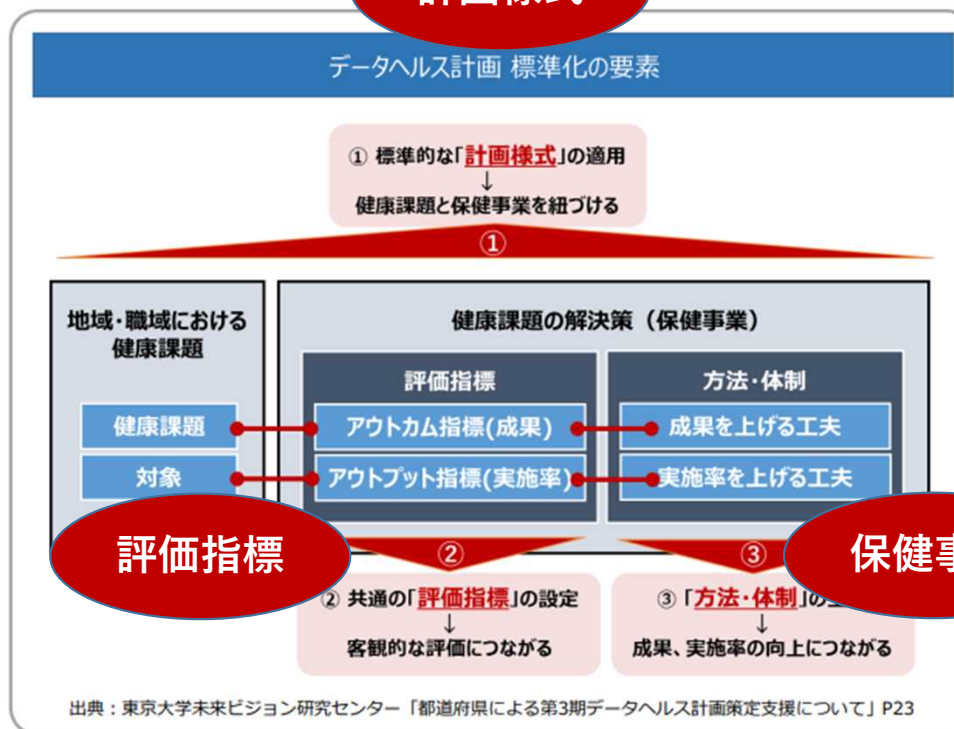 計画様式
データヘルス計画 標準化の要素
① 標準的な「計画様式」の適用
↓
健康課題と保健事業を紐づける
①
地域・職域における
健康課題
健康課題
対象
健康課題の解決策（保健事業）
評価指標
アウトカム指標(成果)
アウトプット指標(実施率)
方法・体制
成果を上げる工夫
実施率を上げる工夫
評価指標
②
③
保健事
② 共通の「評価指標」の設定
↓
客観的な評価につながる
③「方法・体制」の
↓
成果、実施率の向上につながる
出典：東京大学未来ビジョン研究センター「都道府県による第3期データヘルス計画策定支援について」P23